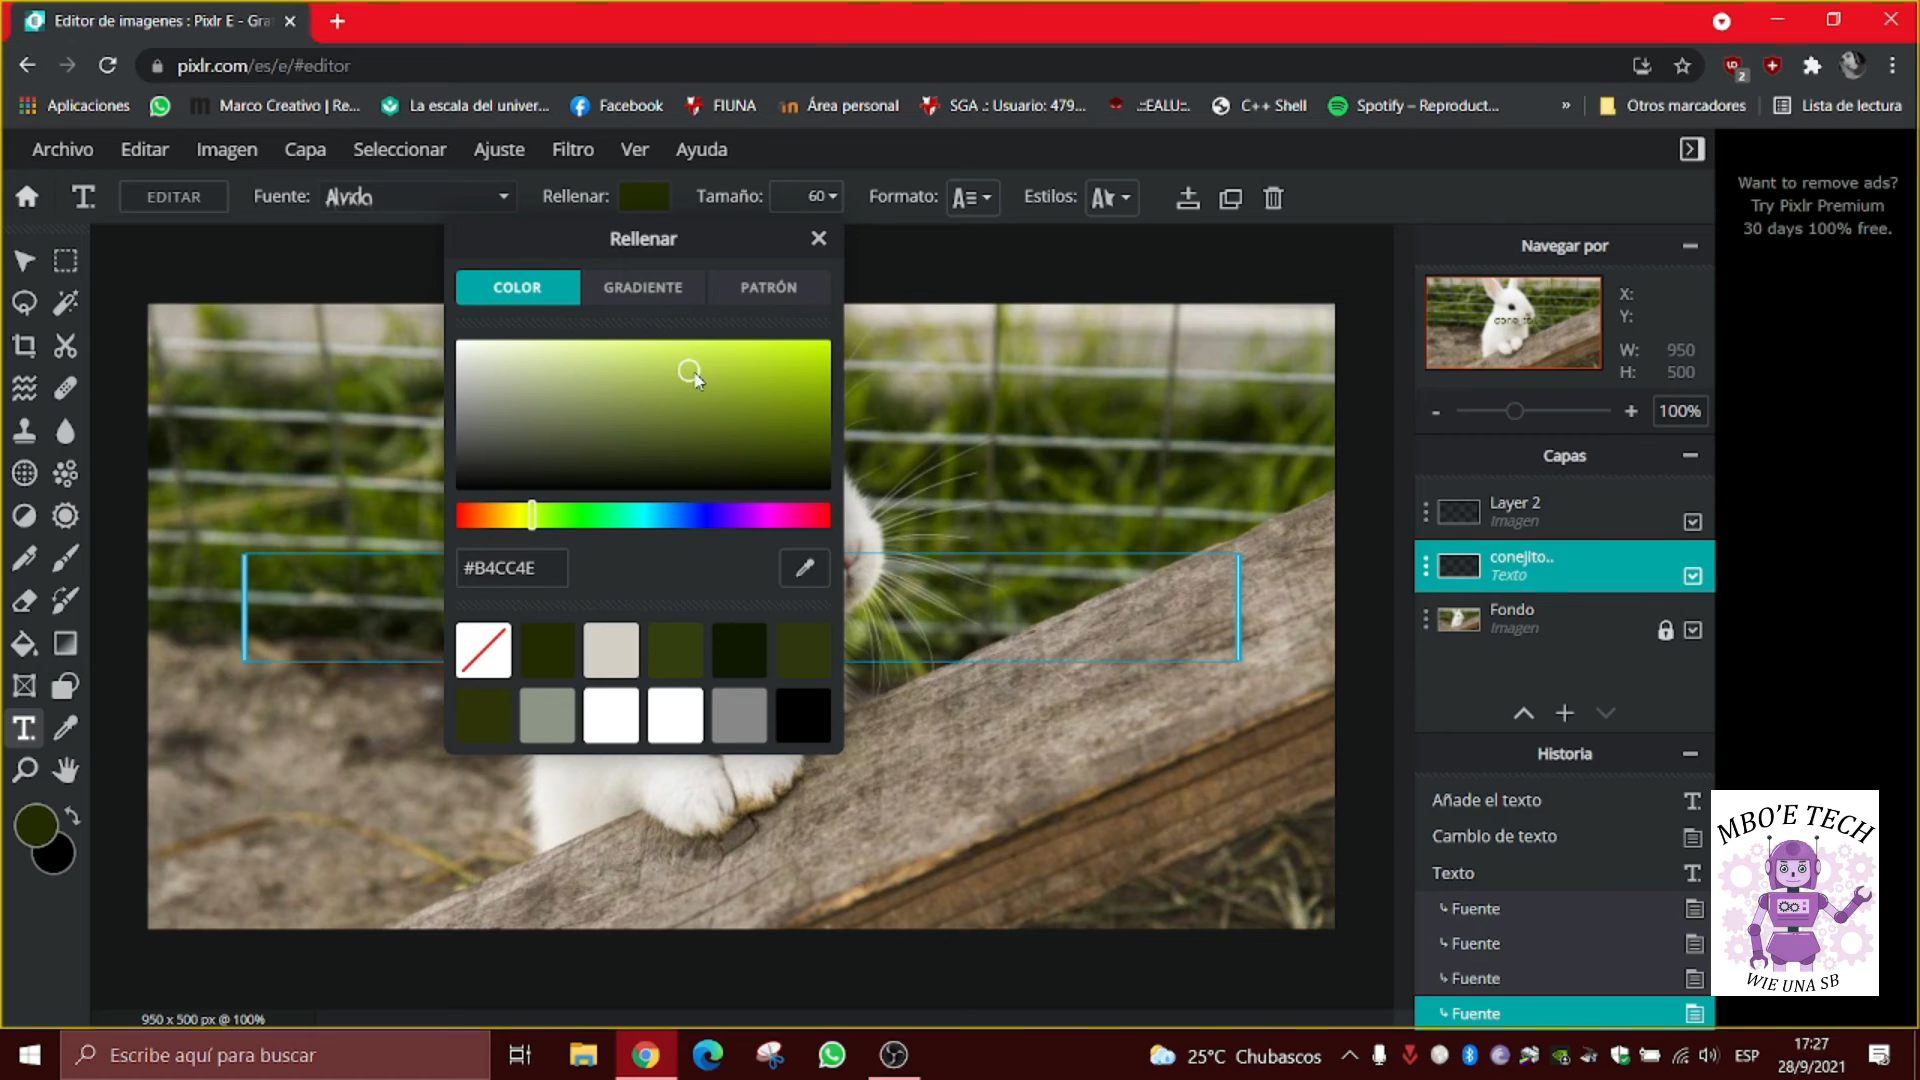 Editor de imagenes : Pixlr E - Gra
pixlr.com/es/e/#editor
2
Aplicaciones
Marco Creativo | Re...
La escala del univer...
Facebook
FIUNA
Área personal
SGA .: Usuario: 479...
.::EALU::.
C++ Shell
Spotify – Reproduct...
»
Otros marcadores
Lista de lectura
Archivo Editar Imagen Capa Seleccionar Ajuste Filtro Ver Ayuda
EDITAR
Fuente: Alvida
Rellenar:
Tamaño: 60
Formato:
Estilos:
Want to remove ads?
Try Pixlr Premium
30 days 100% free.
Rellenar
COLOR GRADIENTE PATRÓN
#B4CC4E
Navegar por
conejito
X:
Y:
W: 950
H: 500
- + 100%
Capas
Layer 2
Imagen
conejito..
Texto
Fondo
Imagen
Historia
Añade el texto
Cambio de texto
Texto
Fuente
Fuente
Fuente
Fuente
MBO'E TECH
WIE UNA SB
950 x 500 px @ 100%
Escribe aquí para buscar
25°C Chubascos
ESP
17:27
28/9/2021